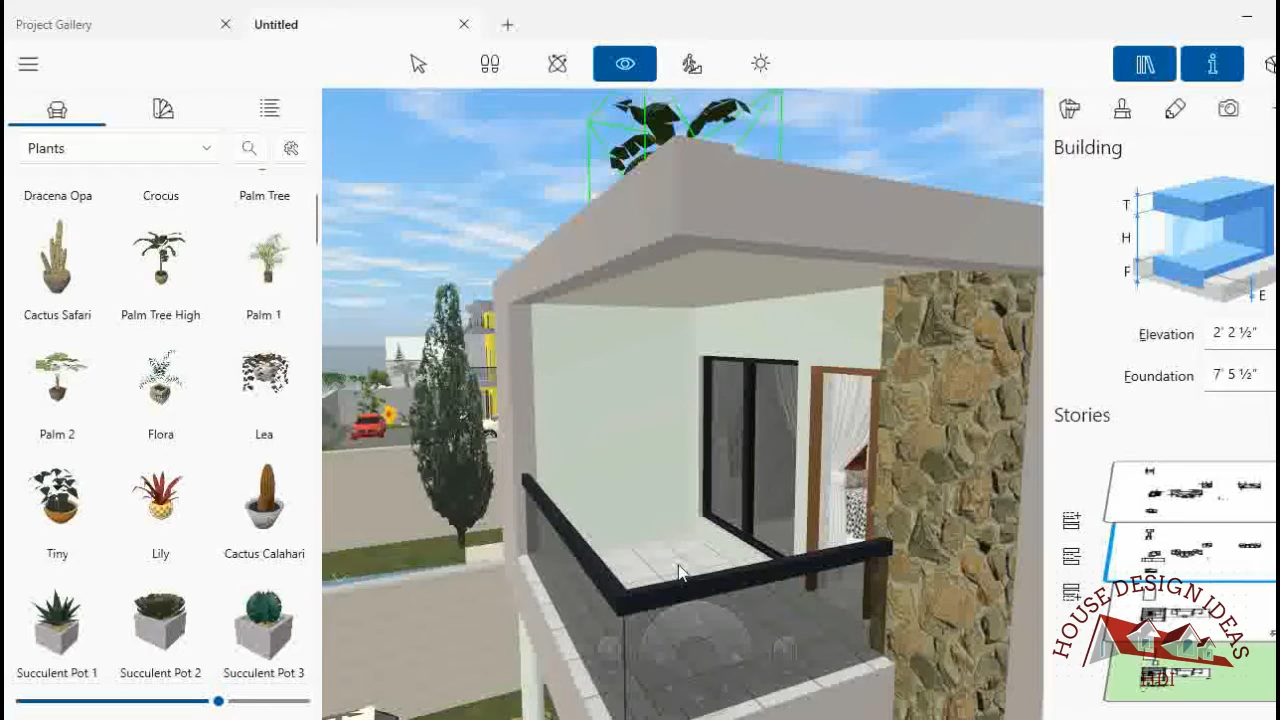 Project Gallery
Untitled
Plants
Dracena Opa
Crocus
Palm Tree
Cactus Safari
Palm Tree High
Palm 1
Palm 2
Flora
Lea
Tiny
Lily
Cactus Calahari
Succulent Pot 1
Succulent Pot 2
Succulent Pot 3
Building
T
H
F
E
Elevation 2' 2 ½"
Foundation 7' 5 ½"
Stories
HOUSE DESIGN IDEAS
HDI